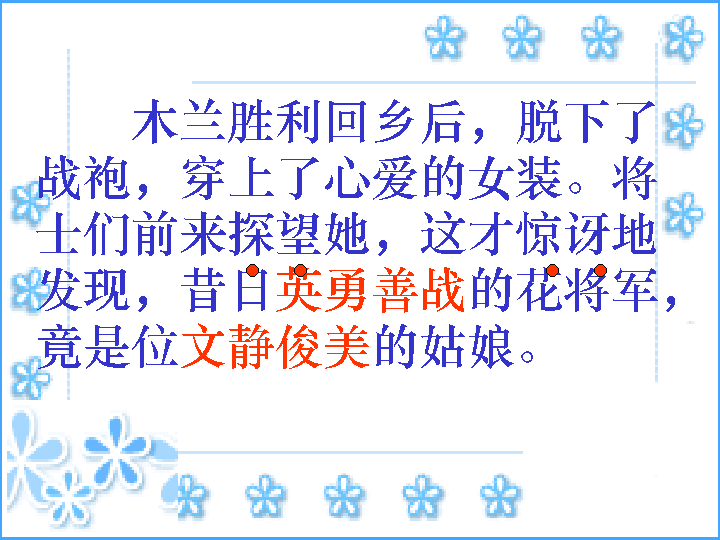 木兰胜利回乡后，脱下了
战袍，穿上了心爱的女装。将
士们前来探望她，这才惊讶地
发现，昔日英勇善战的花将军，
竟是位文静俊美的姑娘。